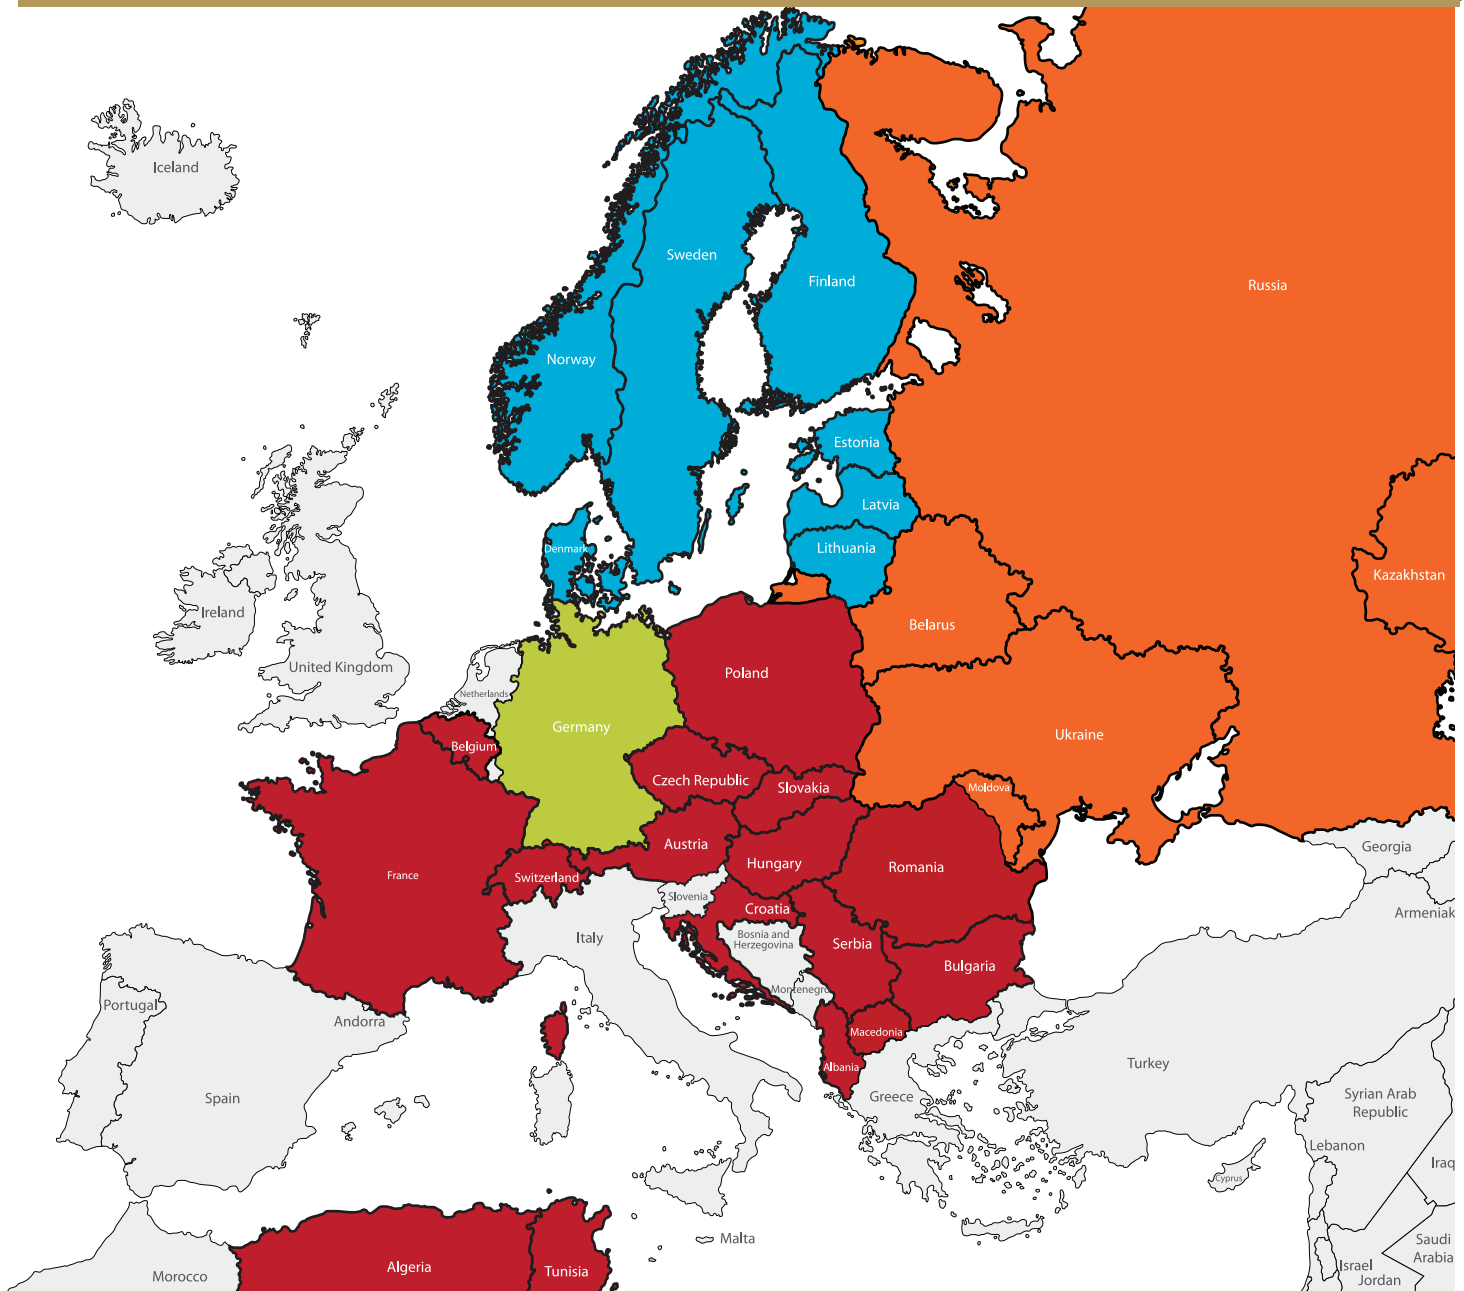 Iceland
Sweden
Finland
Russia
Norway
Estonia
Latvia
Lithuania
Denmark
Kazakhstan
Ireland
Belarus
United Kingdom
Poland
Netherlands
Germany
Ukraine
Belgium
Czech Republic
Slovakia
Moldova
Austria
Georgia
Hungary
Romania
France
Switzerland
Slovenia
Croatia
Armeniak
Italy
Bosnia and
Herzegovina
Serbia
Bulgaria
Montenegro
Portugal
Andorra
Macedonia
Albania
Turkey
Spain
Greece
Syrian Arab
Republic
Lebanon
Iraq
Cyprus
Malta
Saudi
Arabia
Algeria
Tunisia
Morocco
Israel
Jordan